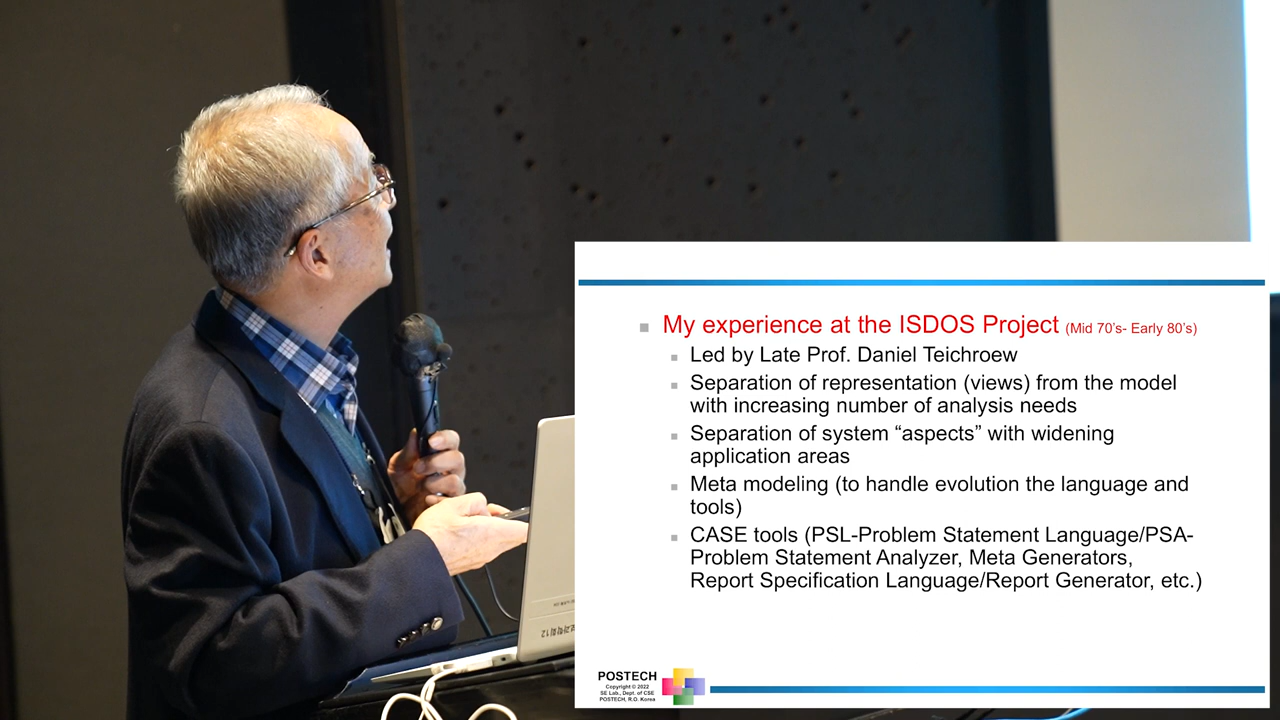 My experience at the ISDOS Project (Mid 70's- Early 80's)
Led by Late Prof. Daniel Teichroew
Separation of representation (views) from the model
with increasing number of analysis needs
Separation of system “aspects” with widening
application areas
Meta modeling (to handle evolution the language and
tools)
CASE tools (PSL-Problem Statement Language/PSA-
Problem Statement Analyzer, Meta Generators,
Report Specification Language/Report Generator, etc.)
POSTECH
Copyright © 2022
SE Lab., Dept. of CSE
POSTECH, R.O. Korea